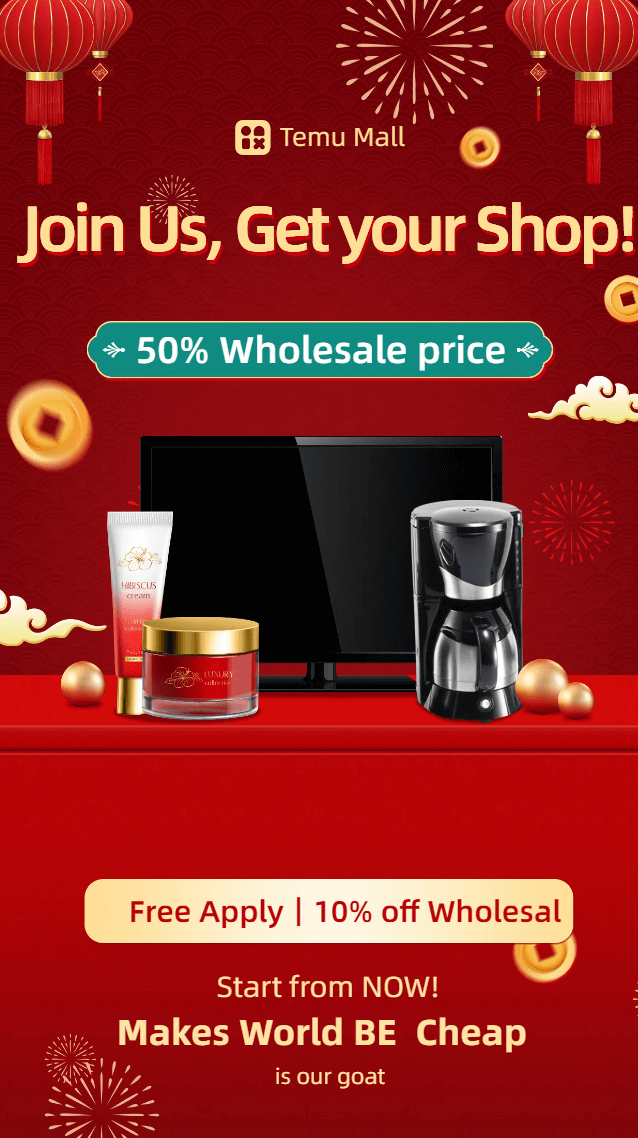 Temu Mall
Join Us, Get your Shop!
50% Wholesale price
HIBISCUS
cream
LUXURY
collection
Free Apply | 10% off Wholesal
Start from NOW!
Makes World BE Cheap
is our goat